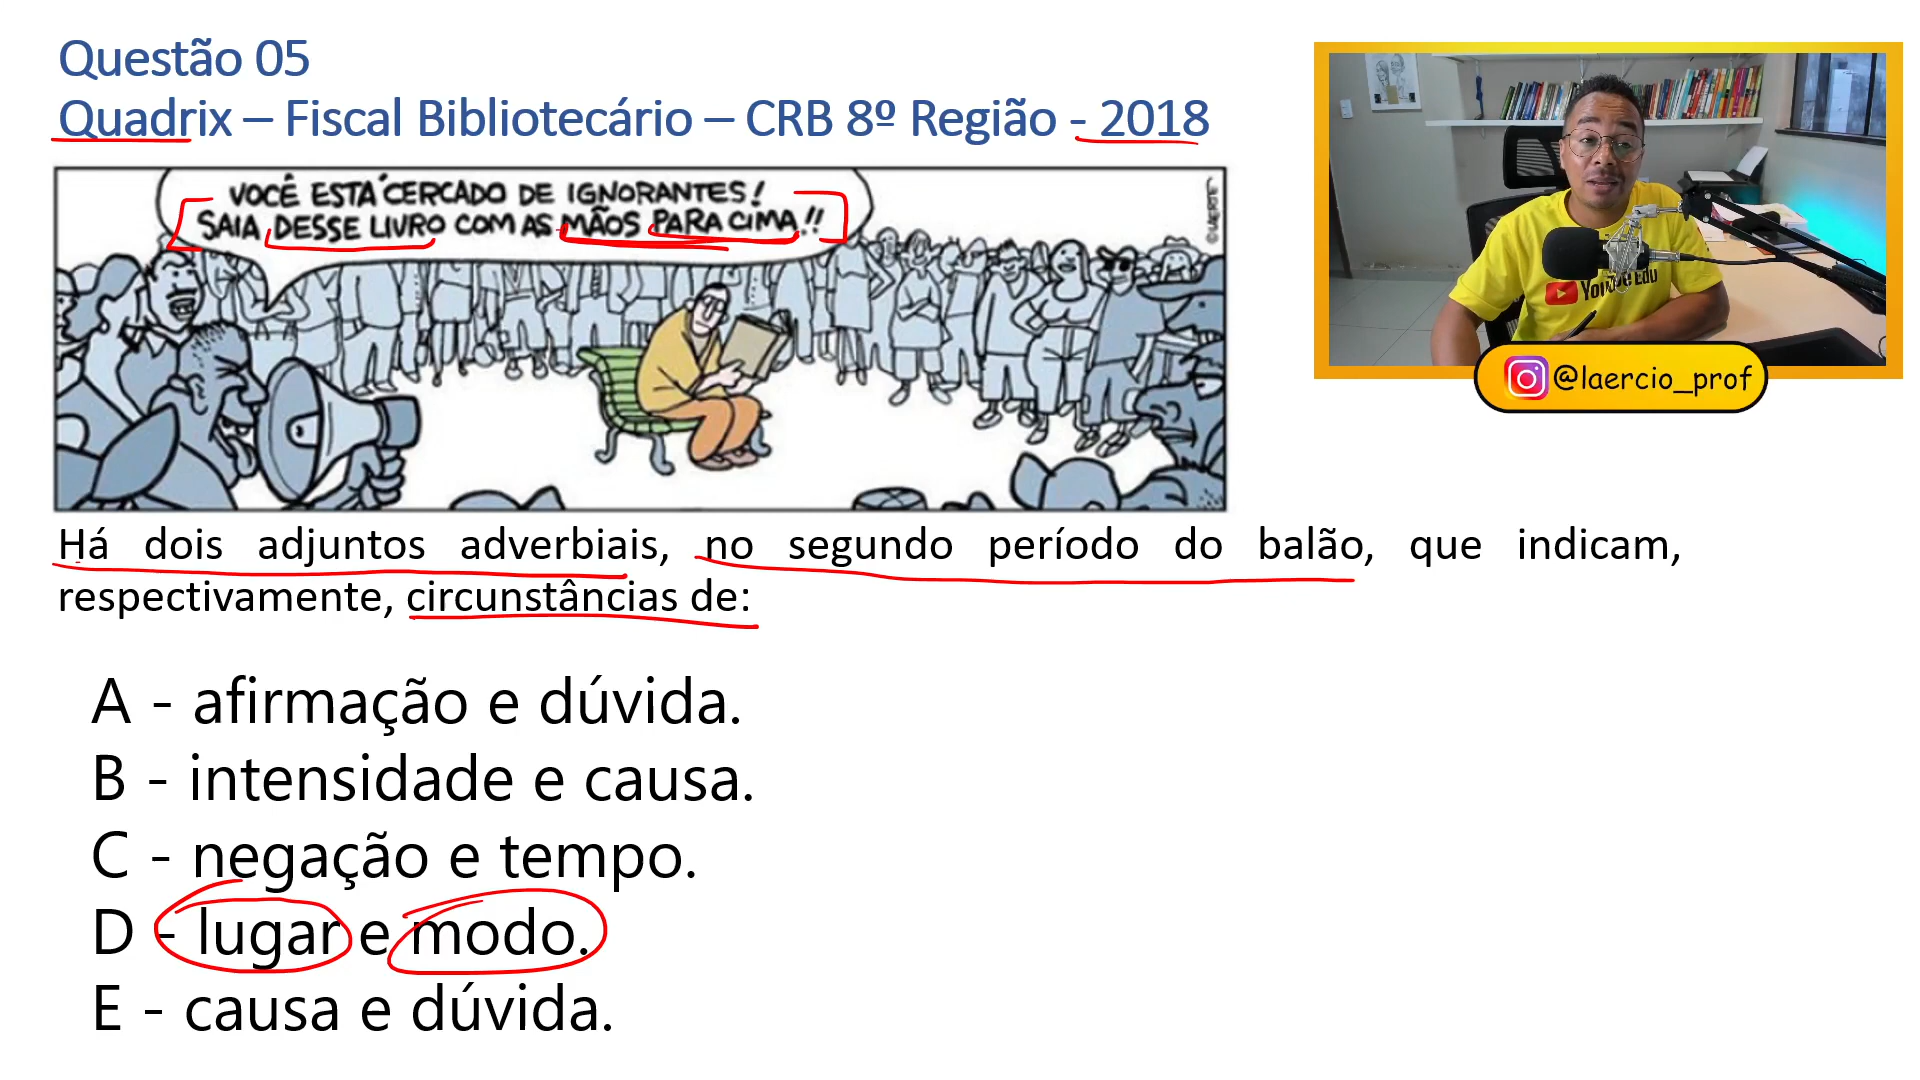 Questão 05
Quadrix – Fiscal Bibliotecário – CRB 8º Região - 2018
VOCÊ ESTÁ CERCADO DE IGNORANTES!
SAIA DESSE LIVRO COM AS MÃOS PARA CIMA!!
©LAERTE
@laercio_prof
Há dois adjuntos adverbiais, no segundo período do balão, que indicam,
respectivamente, circunstâncias de:
A - afirmação e dúvida.
B - intensidade e causa.
C - negação e tempo.
D - lugar e modo.
E - causa e dúvida.